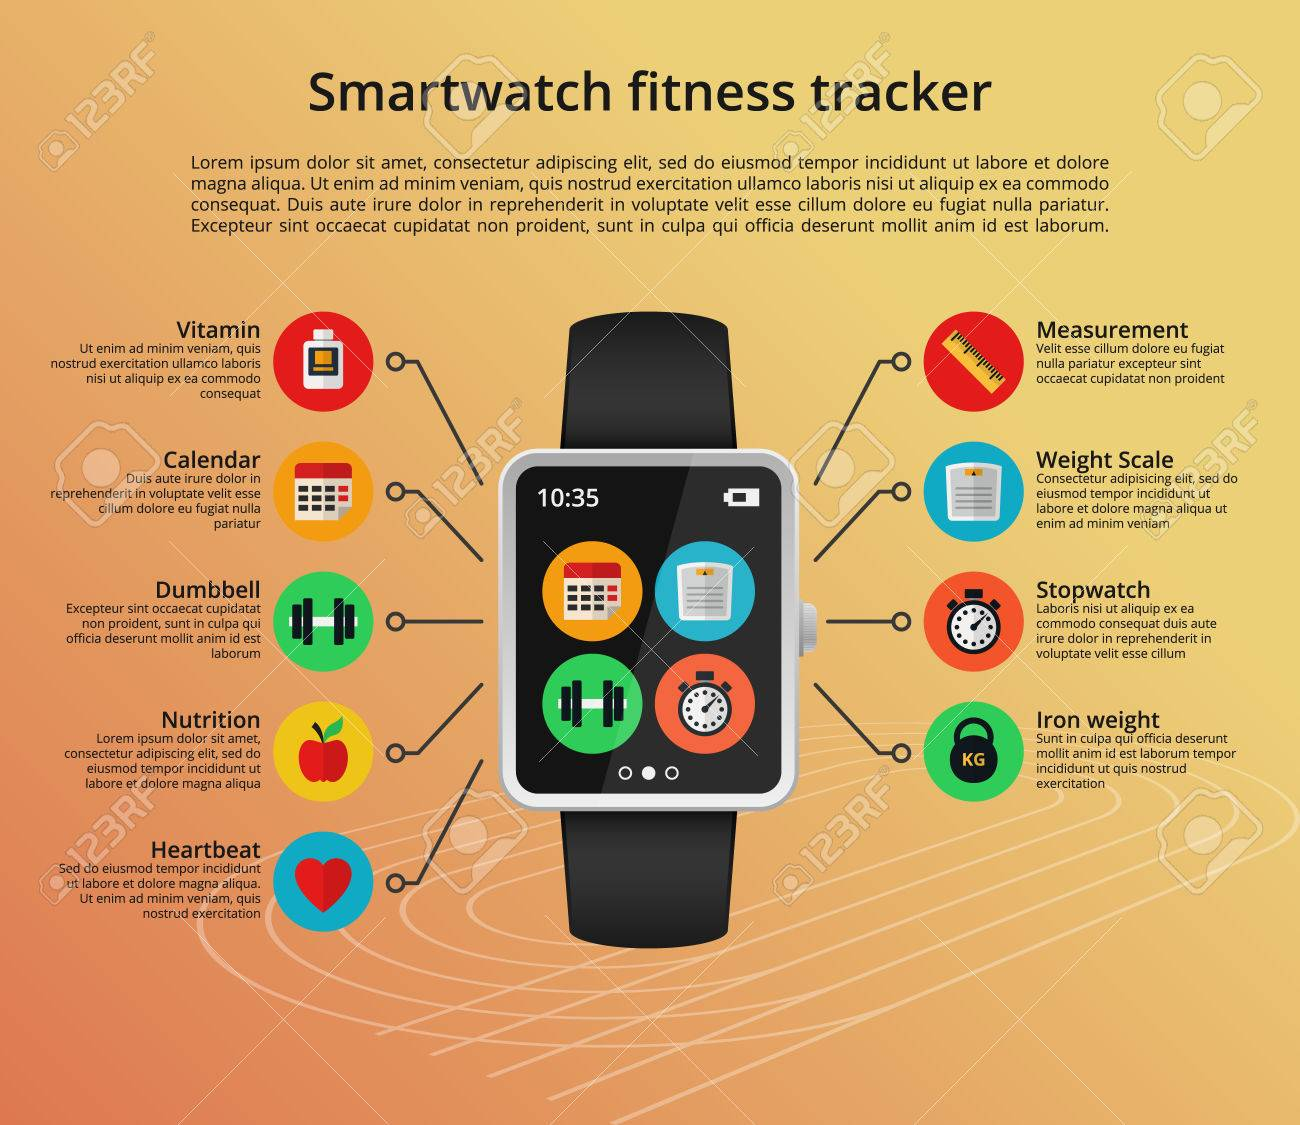 Smartwatch fitness tracker
Lorem ipsum dolor sit amet, consectetur adipiscing elit, sed do eiusmod tempor incididunt ut labore et dolore
magna aliqua. Ut enim ad minim veniam, quis nostrud exercitation ullamco laboris nisi ut aliquip ex ea commodo
consequat. Duis aute irure dolor in reprehenderit in voluptate velit esse cillum dolore eu fugiat nulla pariatur.
Excepteur sint occaecat cupidatat non proident, sunt in culpa qui officia deserunt mollit anim id est laborum.
Vitamin
Ut enim ad minim veniam, quis
nostrud exercitation ullamco laboris
nisi ut aliquip ex ea commodo
consequat
Calendar
Duis aute irure dolor in
reprehenderit in voluptate velit esse
cillum dolore eu fugiat nulla
pariatur
Dumbbell
Excepteur sint occaecat cupidatat
non proident, sunt in culpa qui
officia deserunt mollit anim id est
laborum
Nutrition
Lorem ipsum dolor sit amet,
consectetur adipiscing elit, sed do
eiusmod tempor incididunt ut
labore et dolore magna aliqua
Heartbeat
Sed do eiusmod tempor incididunt
ut labore et dolore magna aliqua.
Ut enim ad minim veniam, quis
nostrud exercitation
10:35
Measurement
Velit esse cillum dolore eu fugiat
nulla pariatur excepteur sint
occaecat cupidatat non proident
Weight Scale
Consectetur adipisicing elit, sed do
eiusmod tempor incididunt ut
labore et dolore magna aliqua ut
enim ad minim veniam
Stopwatch
Laboris nisi ut aliquip ex ea
commodo consequat duis aute
irure dolor in reprehenderit in
voluptate velit esse cillum
KG
Iron weight
Sunt in culpa qui officia deserunt
mollit anim id est laborum tempor
incididunt ut quis nostrud
exercitation
123RF
123RF
123RF
123RF
123RF
123RF